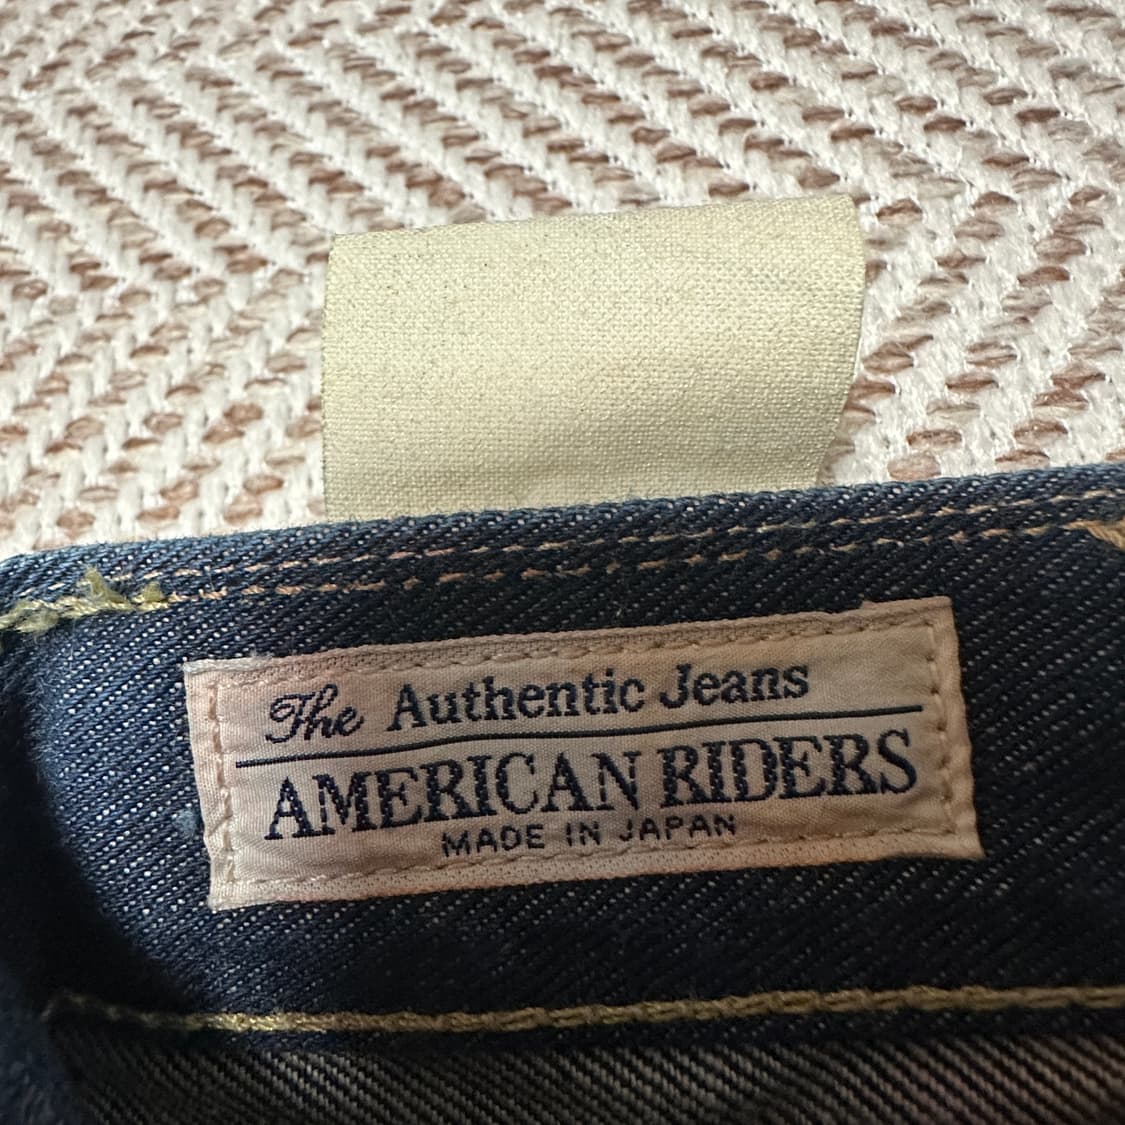 The Authentic Jeans
AMERICAN RIDERS
MADE IN JAPAN